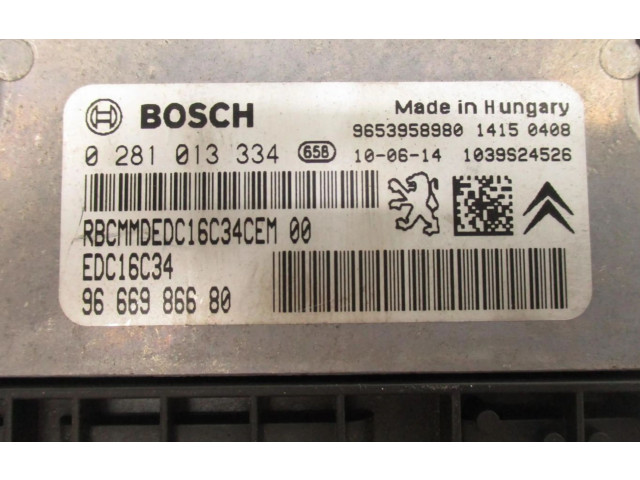 BOSCH
Made in Hungary
9653958980 1415 0408
0 281 013 334 658 10-06-14 1039S24526
RBCMMDEDC16C34CEM 00
EDC16C34
96 669 866 80